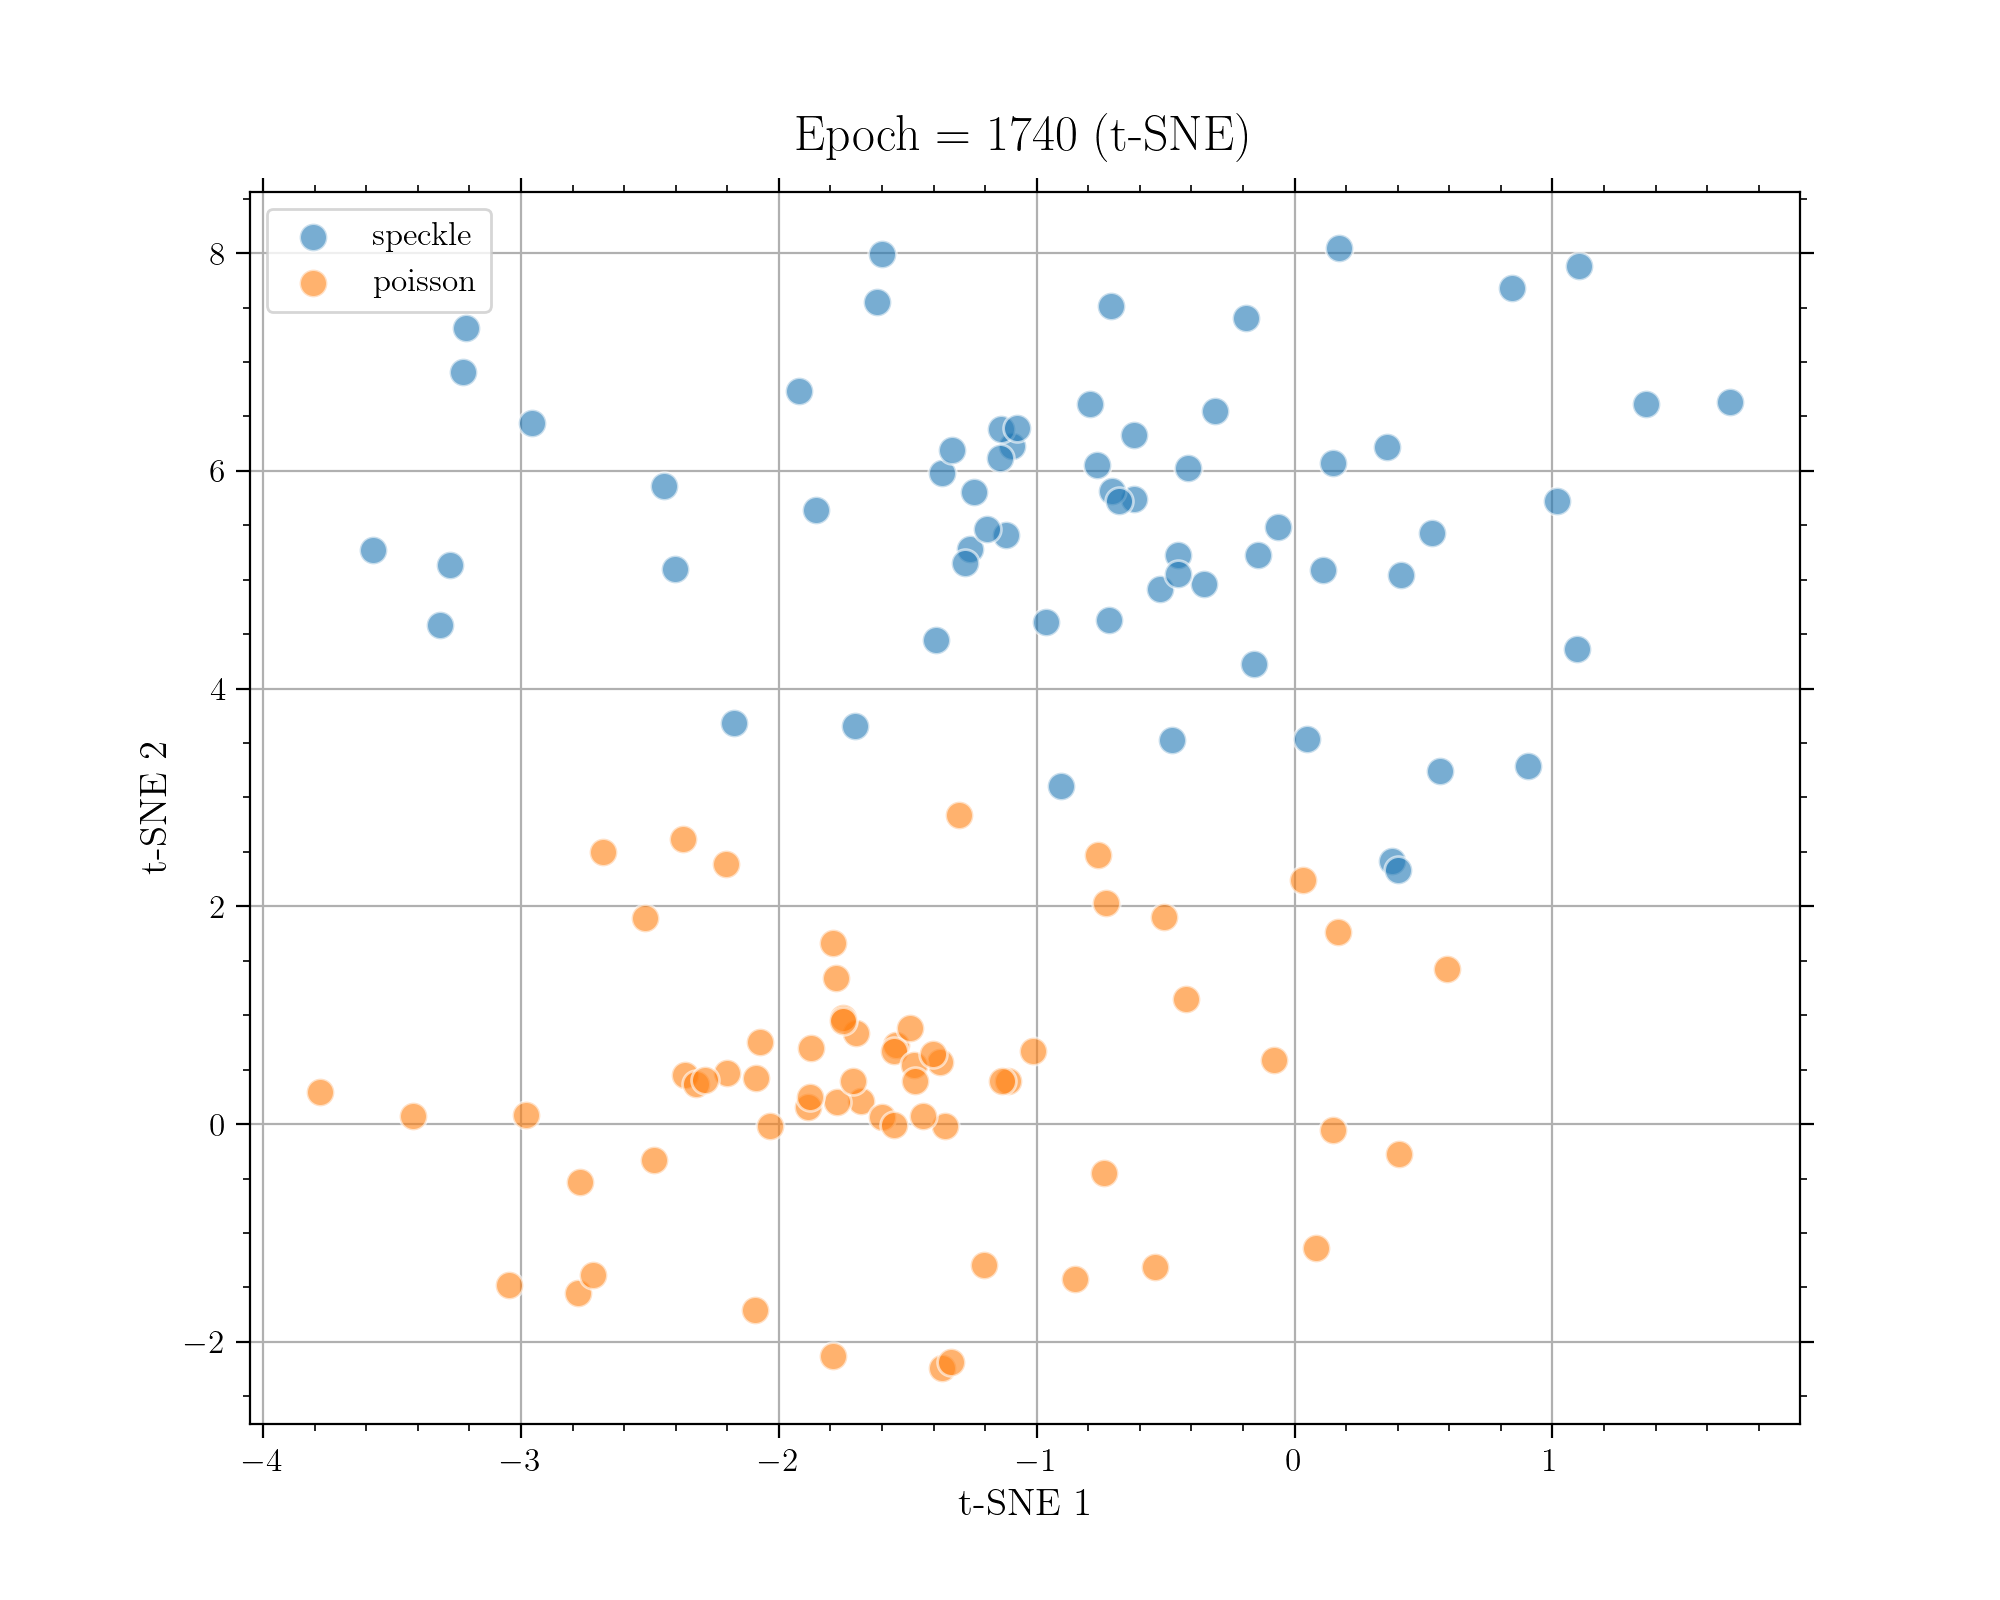 Epoch = 1740 (t-SNE)
speckle
poisson
8
6
4
2
0
−2
t-SNE 2
−4 −3 −2 −1 0 1
t-SNE 1